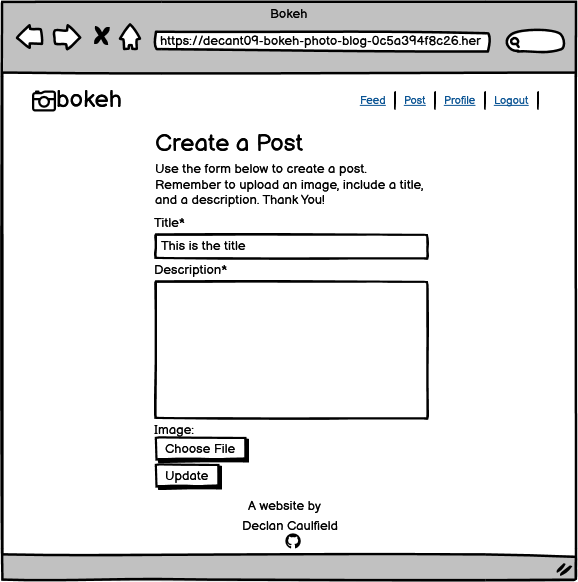 Bokeh
https://decant09-bokeh-photo-blog-0c5a394f8c26.her
bokeh
Feed | Post | Profile | Logout |
Create a Post
Use the form below to create a post.
Remember to upload an image, include a title,
and a description. Thank You!
Title*
This is the title
Description*
Image:
Choose File
Update
A website by
Declan Caulfield